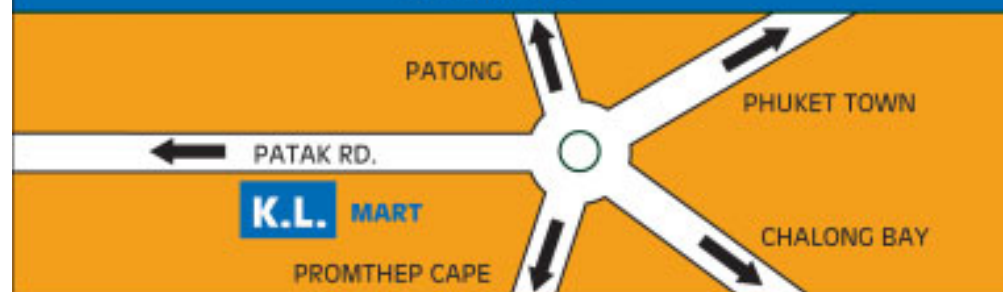 PATONG
PHUKET TOWN
PATAK RD.
K.L. MART
CHALONG BAY
PROMTHEP CAPE